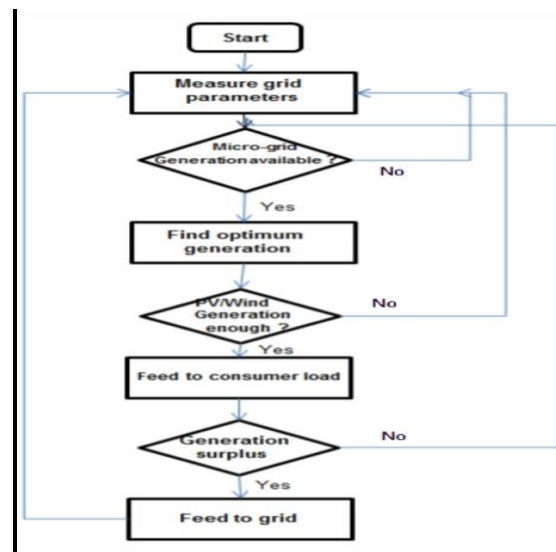 Start
Measure grid
parameters
Micro-grid
Generation available ?
No
Yes
Find optimum
generation
PV/Wind
Generation
enough ?
No
Yes
Feed to consumer load
Generation
surplus
No
Yes
Feed to grid